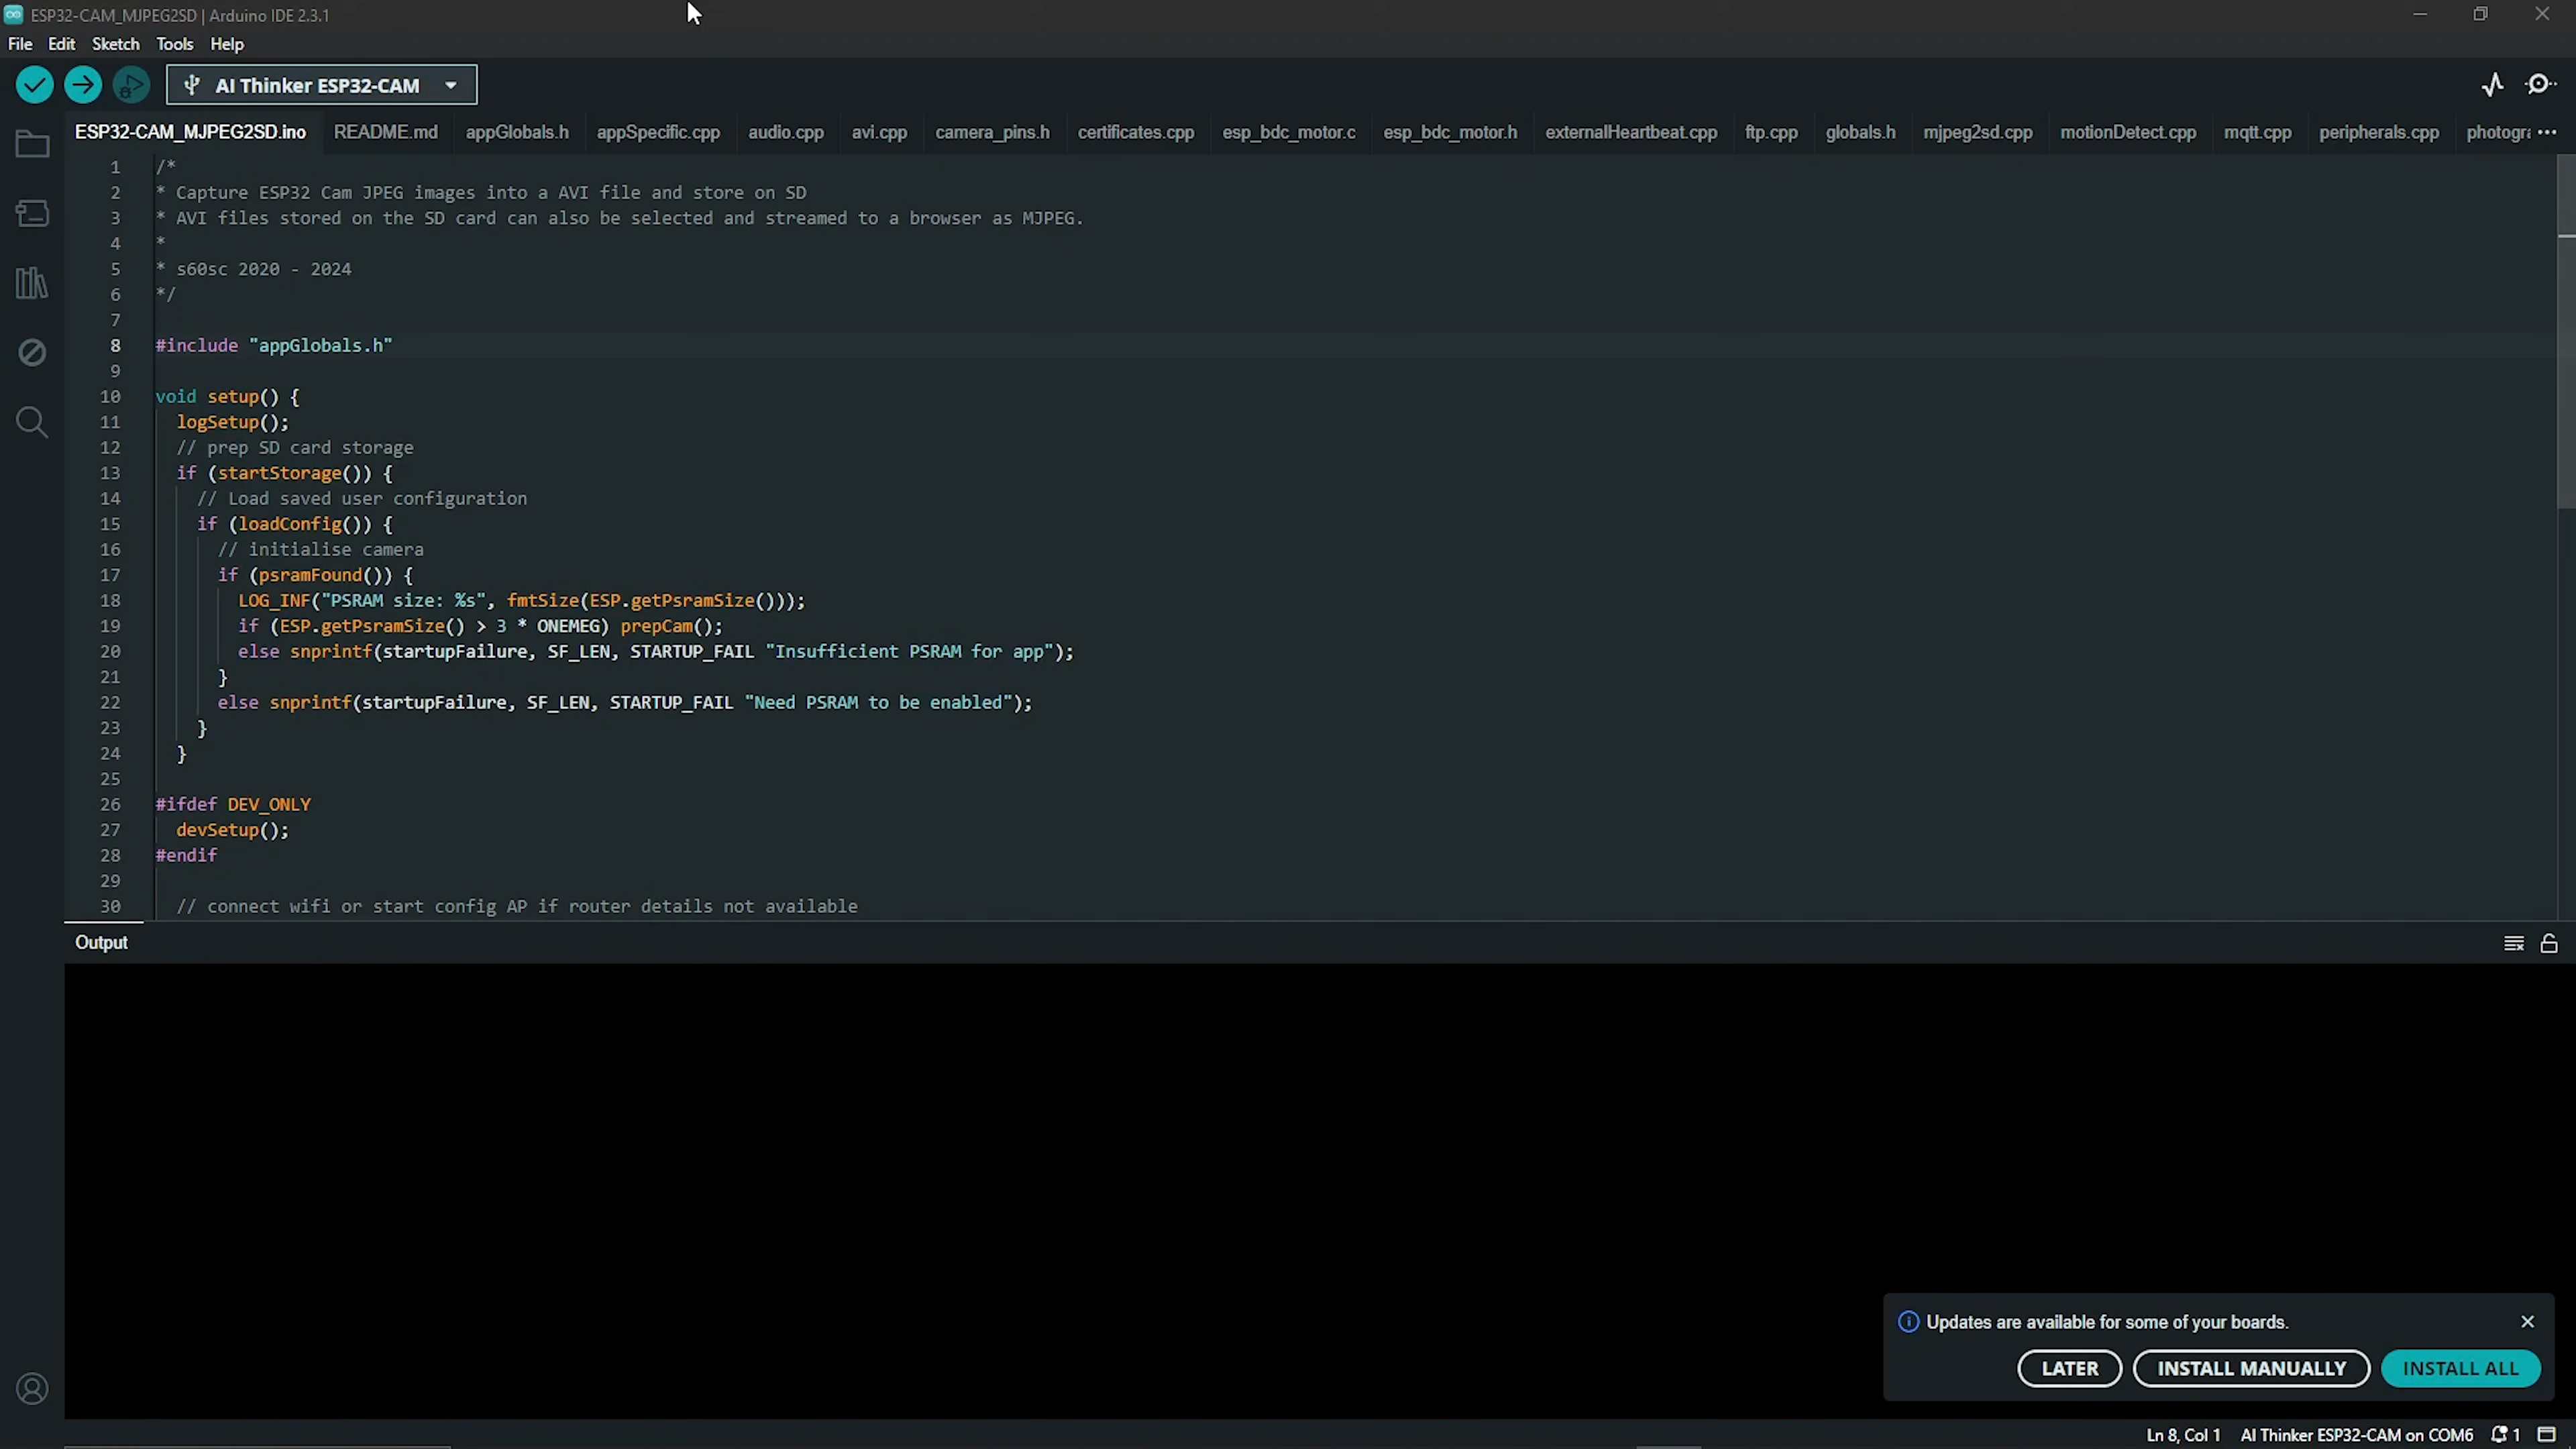 ESP32-CAM_MJPEG2SD | Arduino IDE 2.3.1
File Edit Sketch Tools Help
AI Thinker ESP32-CAM
ESP32-CAM_MJPEG2SD.ino README.md appGlobals.h appSpecific.cpp audio.cpp avi.cpp camera_pins.h certificates.cpp esp_bdc_motor.c esp_bdc_motor.h externalHeartbeat.cpp ftp.cpp globals.h mjpeg2sd.cpp motionDetect.cpp mqtt.cpp peripherals.cpp photogr
1 /*
2 * Capture ESP32 Cam JPEG images into a AVI file and store on SD
3 * AVI files stored on the SD card can also be selected and streamed to a browser as MJPEG.
4 *
5 * s60sc 2020 - 2024
6 */
7
8 #include "appGlobals.h"
9
10 void setup() {
11 logSetup();
12 // prep SD card storage
13 if (startStorage()) {
14 // Load saved user configuration
15 if (loadConfig()) {
16 // initialise camera
17 if (psramFound()) {
18 LOG_INF("PSRAM size: %s", fmtSize(ESP.getPsramSize()));
19 if (ESP.getPsramSize() > 3 * ONEMEG) prepCam();
20 else snprintf(startupFailure, SF_LEN, STARTUP_FAIL "Insufficient PSRAM for app");
21 }
22 else snprintf(startupFailure, SF_LEN, STARTUP_FAIL "Need PSRAM to be enabled");
23 }
24 }
25
26 #ifdef DEV_ONLY
27 devSetup();
28 #endif
29
30 // connect wifi or start config AP if router details not available
Output
Updates are available for some of your boards.
LATER INSTALL MANUALLY INSTALL ALL
Ln 8, Col 1 AI Thinker ESP32-CAM on COM6 1